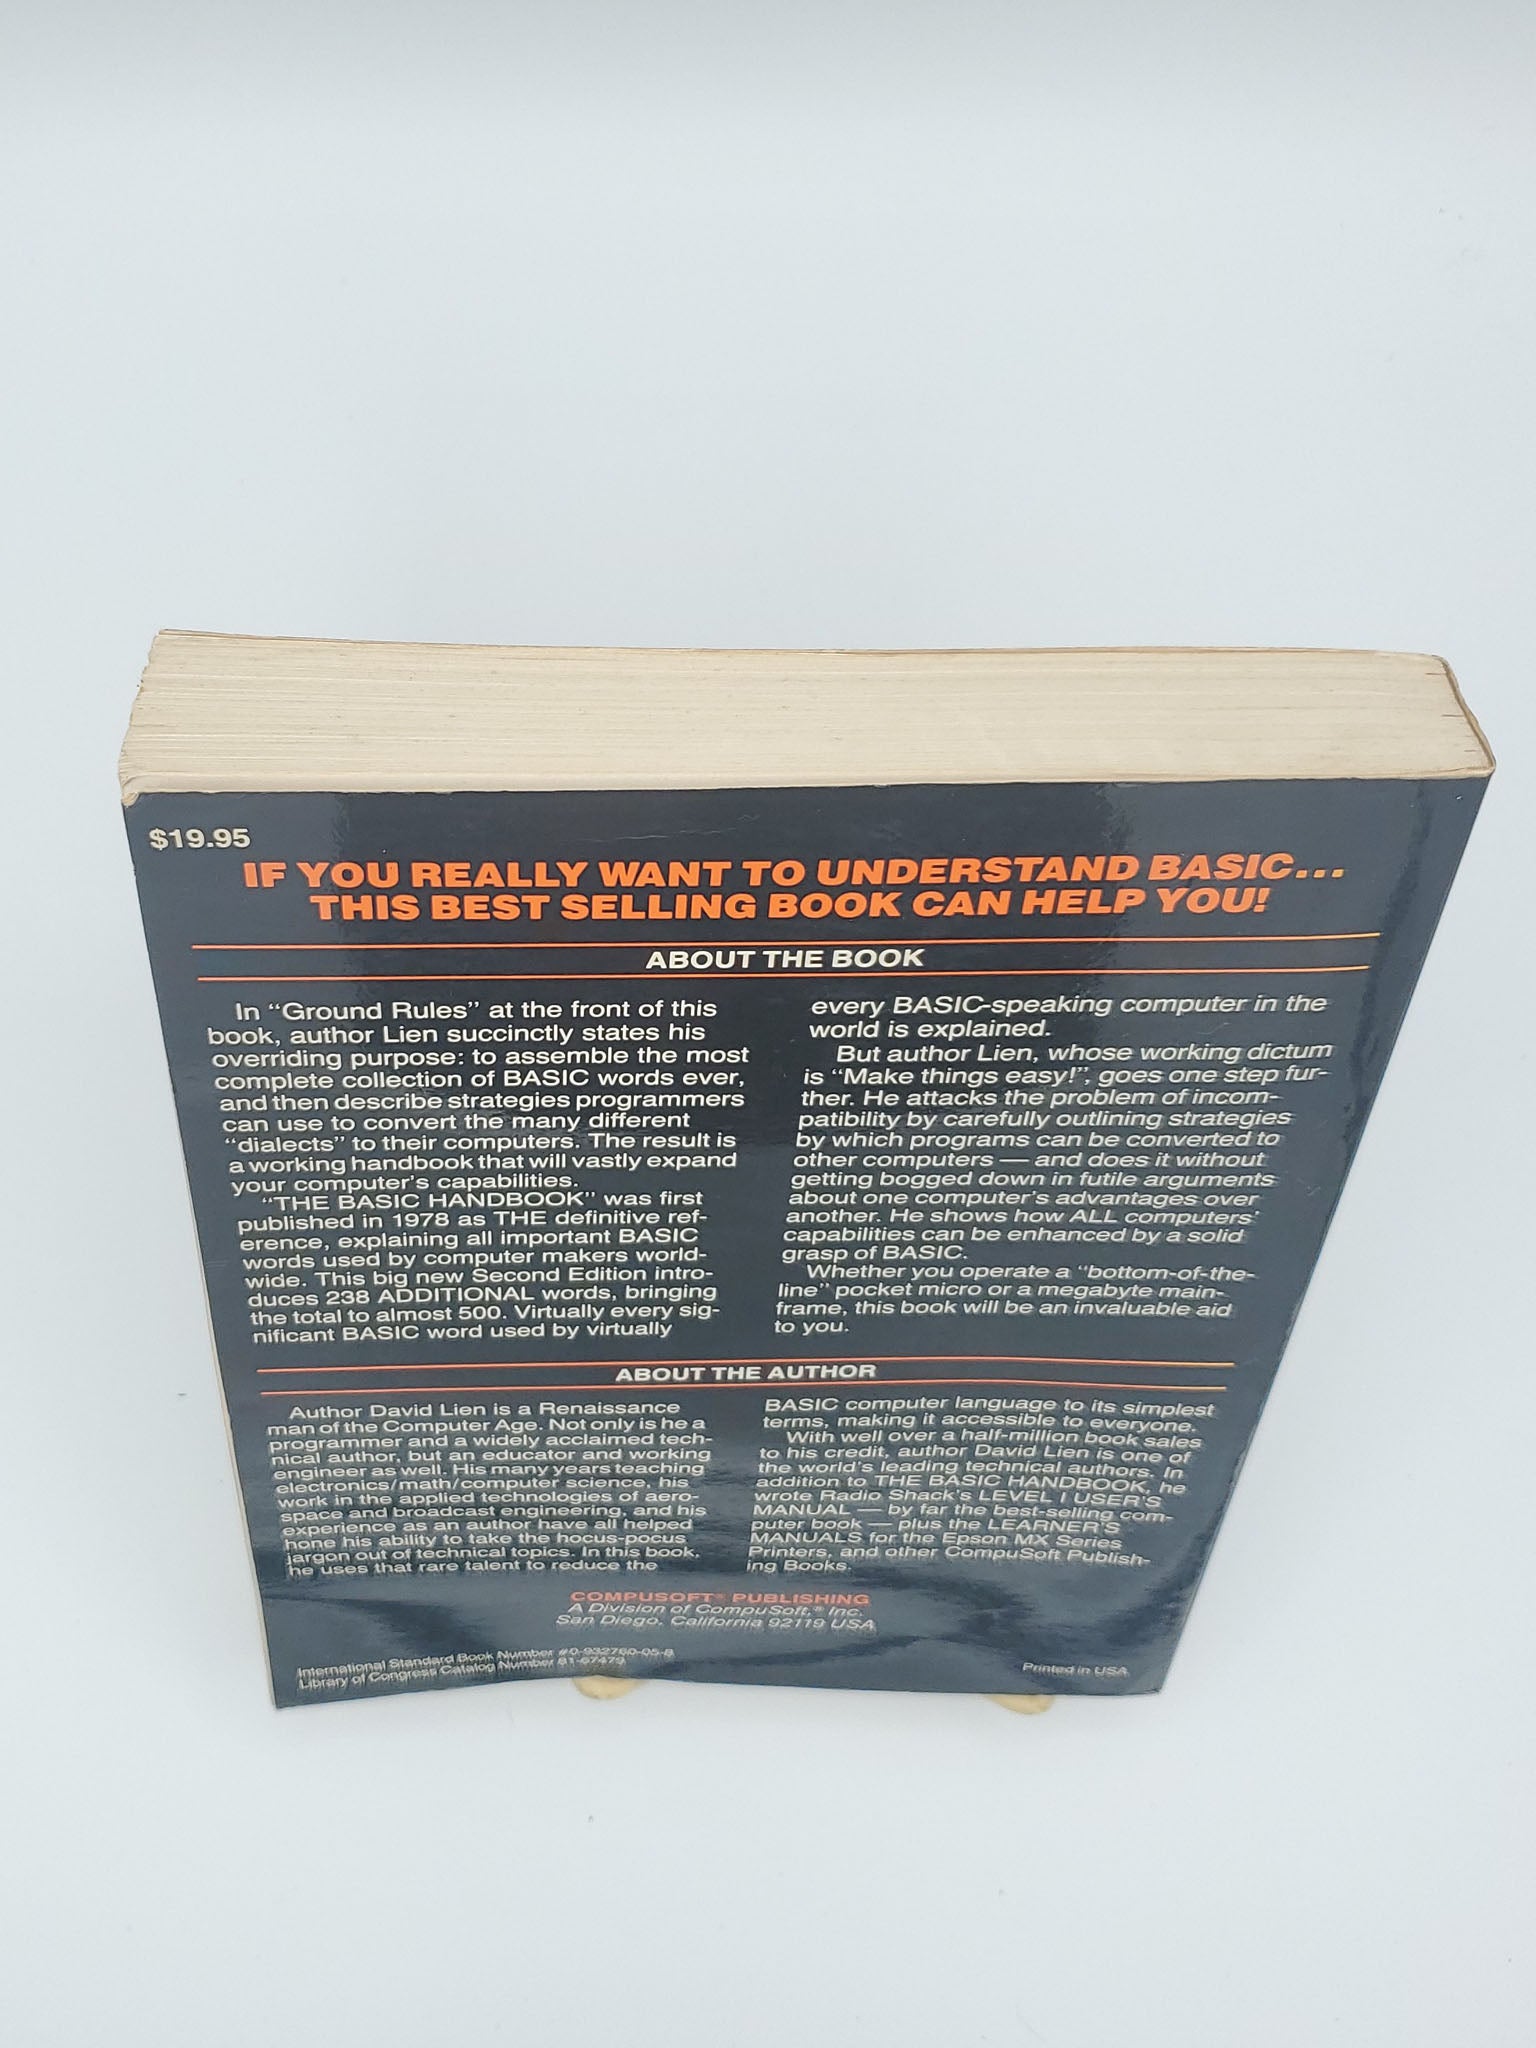 $19.95
IF YOU REALLY WANT TO UNDERSTAND BASIC...
THIS BEST SELLING BOOK CAN HELP YOU!
ABOUT THE BOOK
In "Ground Rules" at the front of this
book, author Lien succinctly states his
overriding purpose: to assemble the most
complete collection of BASIC words ever,
and then describe strategies programmers
can use to convert the many different
"dialects" to their computers. The result is
a working handbook that will vastly expand
your computer's capabilities.
"THE BASIC HANDBOOK" was first
published in 1978 as THE definitive ref-
erence, explaining all important BASIC
words used by computer makers world-
wide. This big new Second Edition intro-
duces 238 ADDITIONAL words, bringing
the total to almost 500. Virtually every sig-
nificant BASIC word used by virtually
every BASIC-speaking computer in the
world is explained.
But author Lien, whose working dictum
is "Make things easy!", goes one step fur-
ther. He attacks the problem of incom-
patibility by carefully outlining strategies
by which programs can be converted to
other computers — and does it without
getting bogged down in futile arguments
about one computer's advantages over
another. He shows how ALL computers'
capabilities can be enhanced by a solid
grasp of BASIC.
Whether you operate a "bottom-of-the-
line" pocket micro or a megabyte main-
frame, this book will be an invaluable aid
to you.
ABOUT THE AUTHOR
Author David Lien is a Renaissance
man of the Computer Age. Not only is he a
programmer and a widely acclaimed tech-
nical author, but an educator and working
engineer as well. His many years teaching
electronics/math/computer science, his
work in the applied technologies of aero-
space and broadcast engineering, and his
experience as an author have all helped
hone his ability to take the hocus-pocus
jargon out of technical topics. In this book,
he uses that rare talent to reduce the
BASIC computer language to its simplest
terms, making it accessible to everyone.
With well over a half-million book sales
to his credit, author David Lien is one of
the world's leading technical authors. In
addition to THE BASIC HANDBOOK, he
wrote Radio Shack's LEVEL I USER'S
MANUAL — by far the best-selling com-
puter book — plus the LEARNER'S
MANUALS for the Epson MX Series
Printers, and other CompuSoft Publish-
ing Books.
COMPUSOFT® PUBLISHING
A Division of CompuSoft,® Inc.
San Diego, California 92119 USA
International Standard Book Number #0-932760-05-8
Library of Congress Catalog Number 81-67479
Printed in USA